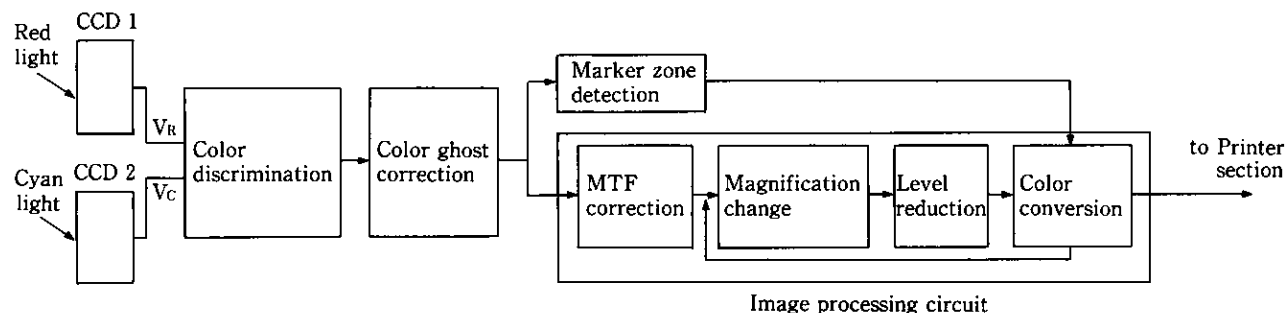 CCD 1
Red
light
VR
Color
discrimination
Cyan
light
CCD 2
VC
Color ghost
correction
Marker zone
detection
MTF
correction
Magnification
change
Level
reduction
Color
conversion
to Printer
section
Image processing circuit